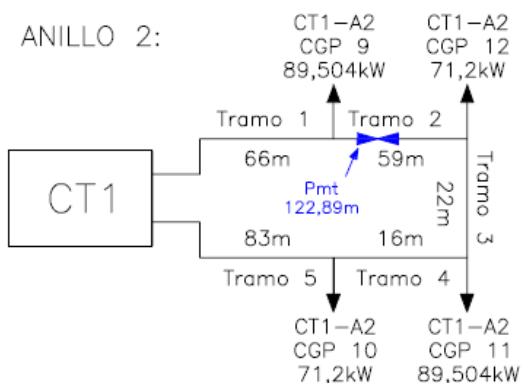 ANILLO 2:
CT1-A2
CGP 9
89,504kW
CT1-A2
CGP 12
71,2kW
Tramo 1
Tramo 2
66m
59m
Pmt
122,89m
CT1
22m
Tramo 3
83m
16m
Tramo 5
Tramo 4
CT1-A2
CGP 10
71,2kW
CT1-A2
CGP 11
89,504kW